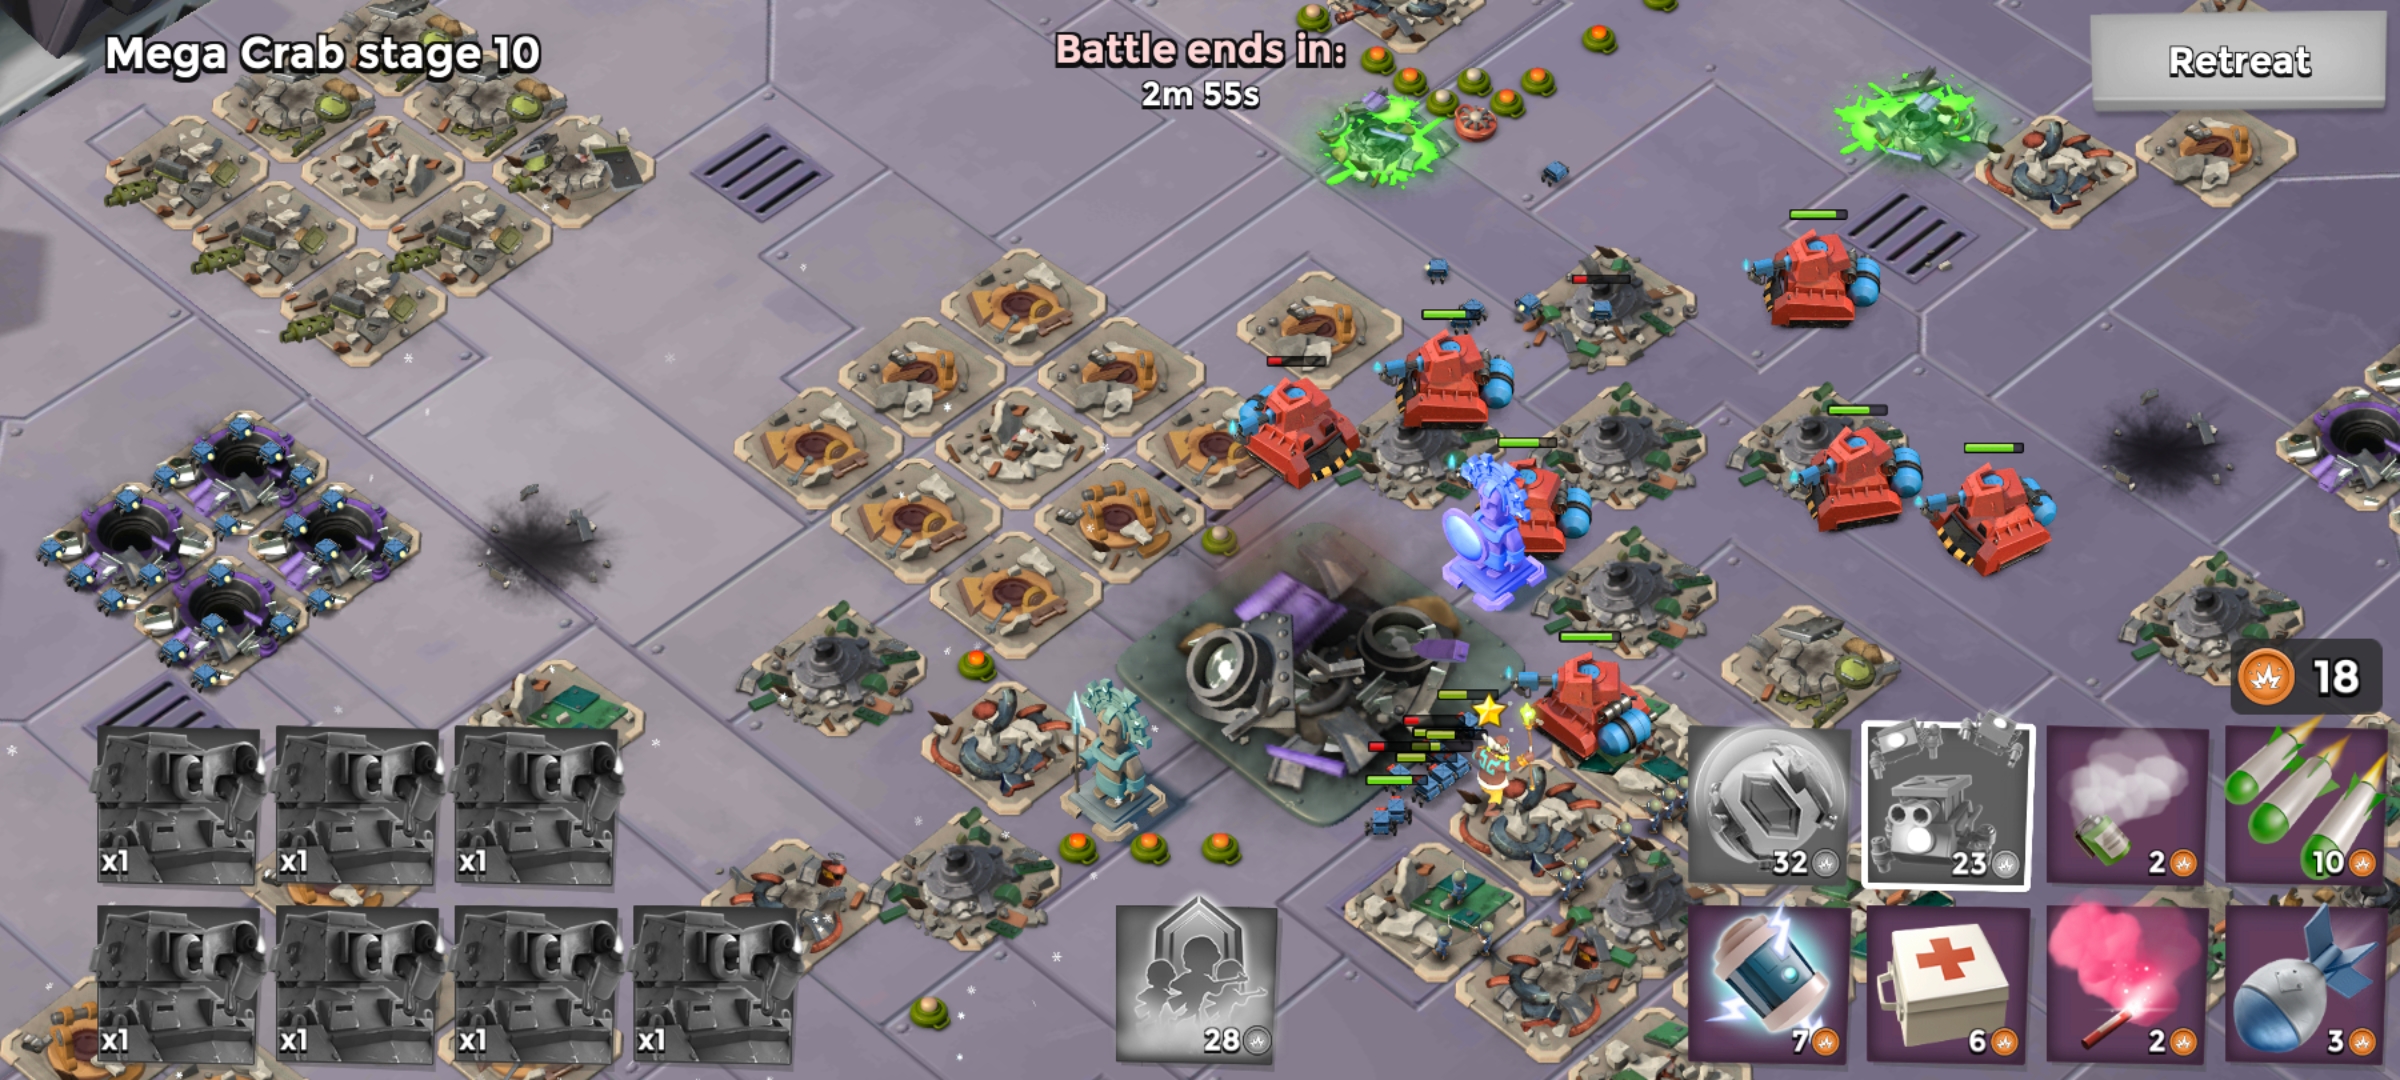 Mega Crab stage 10
Battle ends in:
2m 55s
Retreat
18
x1
x1
x1
32
23
2
10
x1
x1
x1
x1
28
7
6
2
3